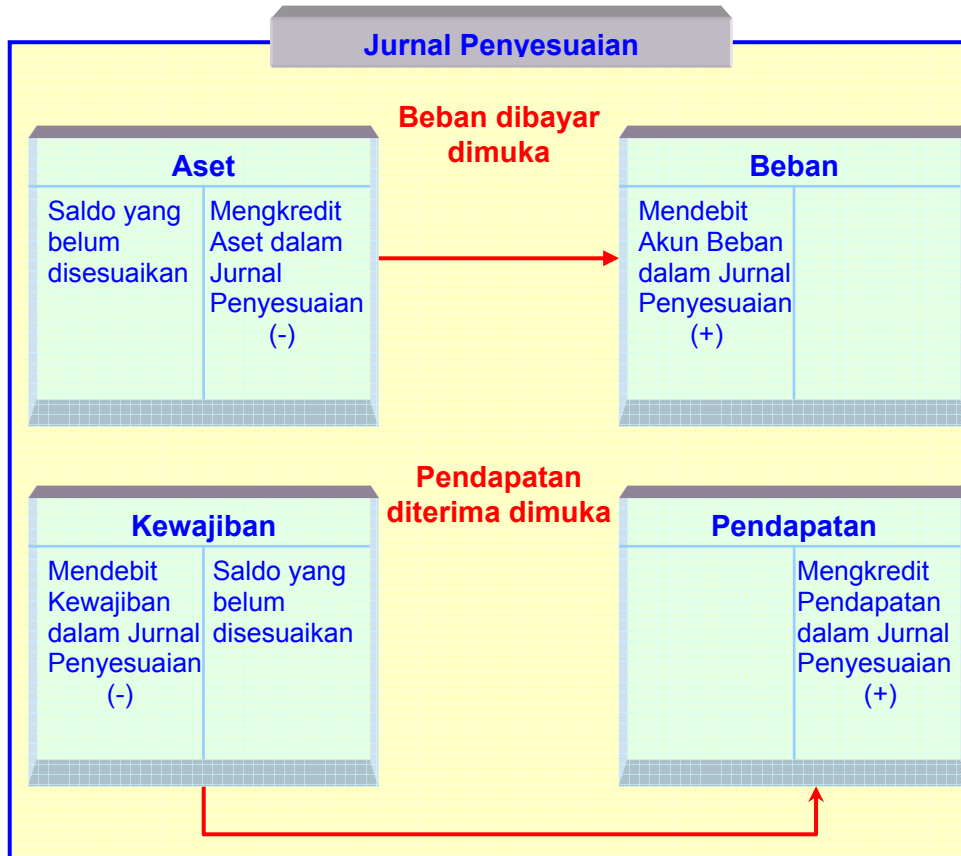 Jurnal Penyesuaian
Beban dibayar
dimuka
Aset
Saldo yang
belum
disesuaikan
Mengkredit
Aset dalam
Jurnal
Penyesuaian
(-)
Beban
Mendebit
Akun Beban
dalam Jurnal
Penyesuaian
(+)
Pendapatan
diterima dimuka
Kewajiban
Mendebit
Kewajiban
dalam Jurnal
Penyesuaian
(-)
Saldo yang
belum
disesuaikan
Pendapatan
Mengkredit
Pendapatan
dalam Jurnal
Penyesuaian
(+)